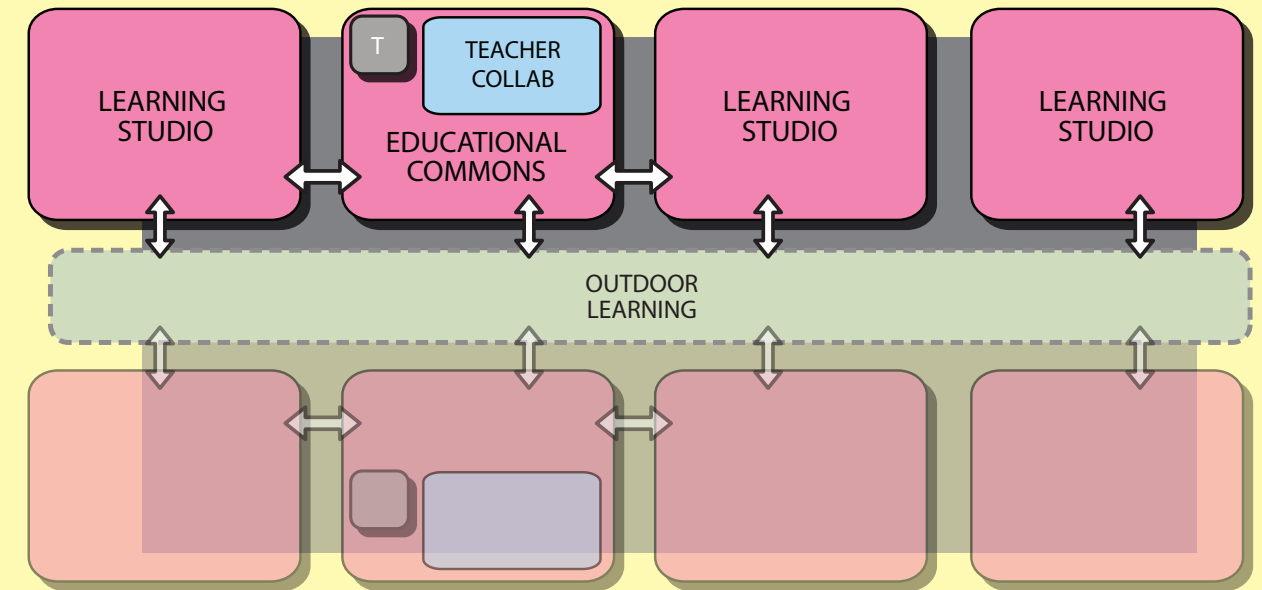 LEARNING
STUDIO
T
TEACHER
COLLAB
EDUCATIONAL
COMMONS
LEARNING
STUDIO
LEARNING
STUDIO
OUTDOOR
LEARNING